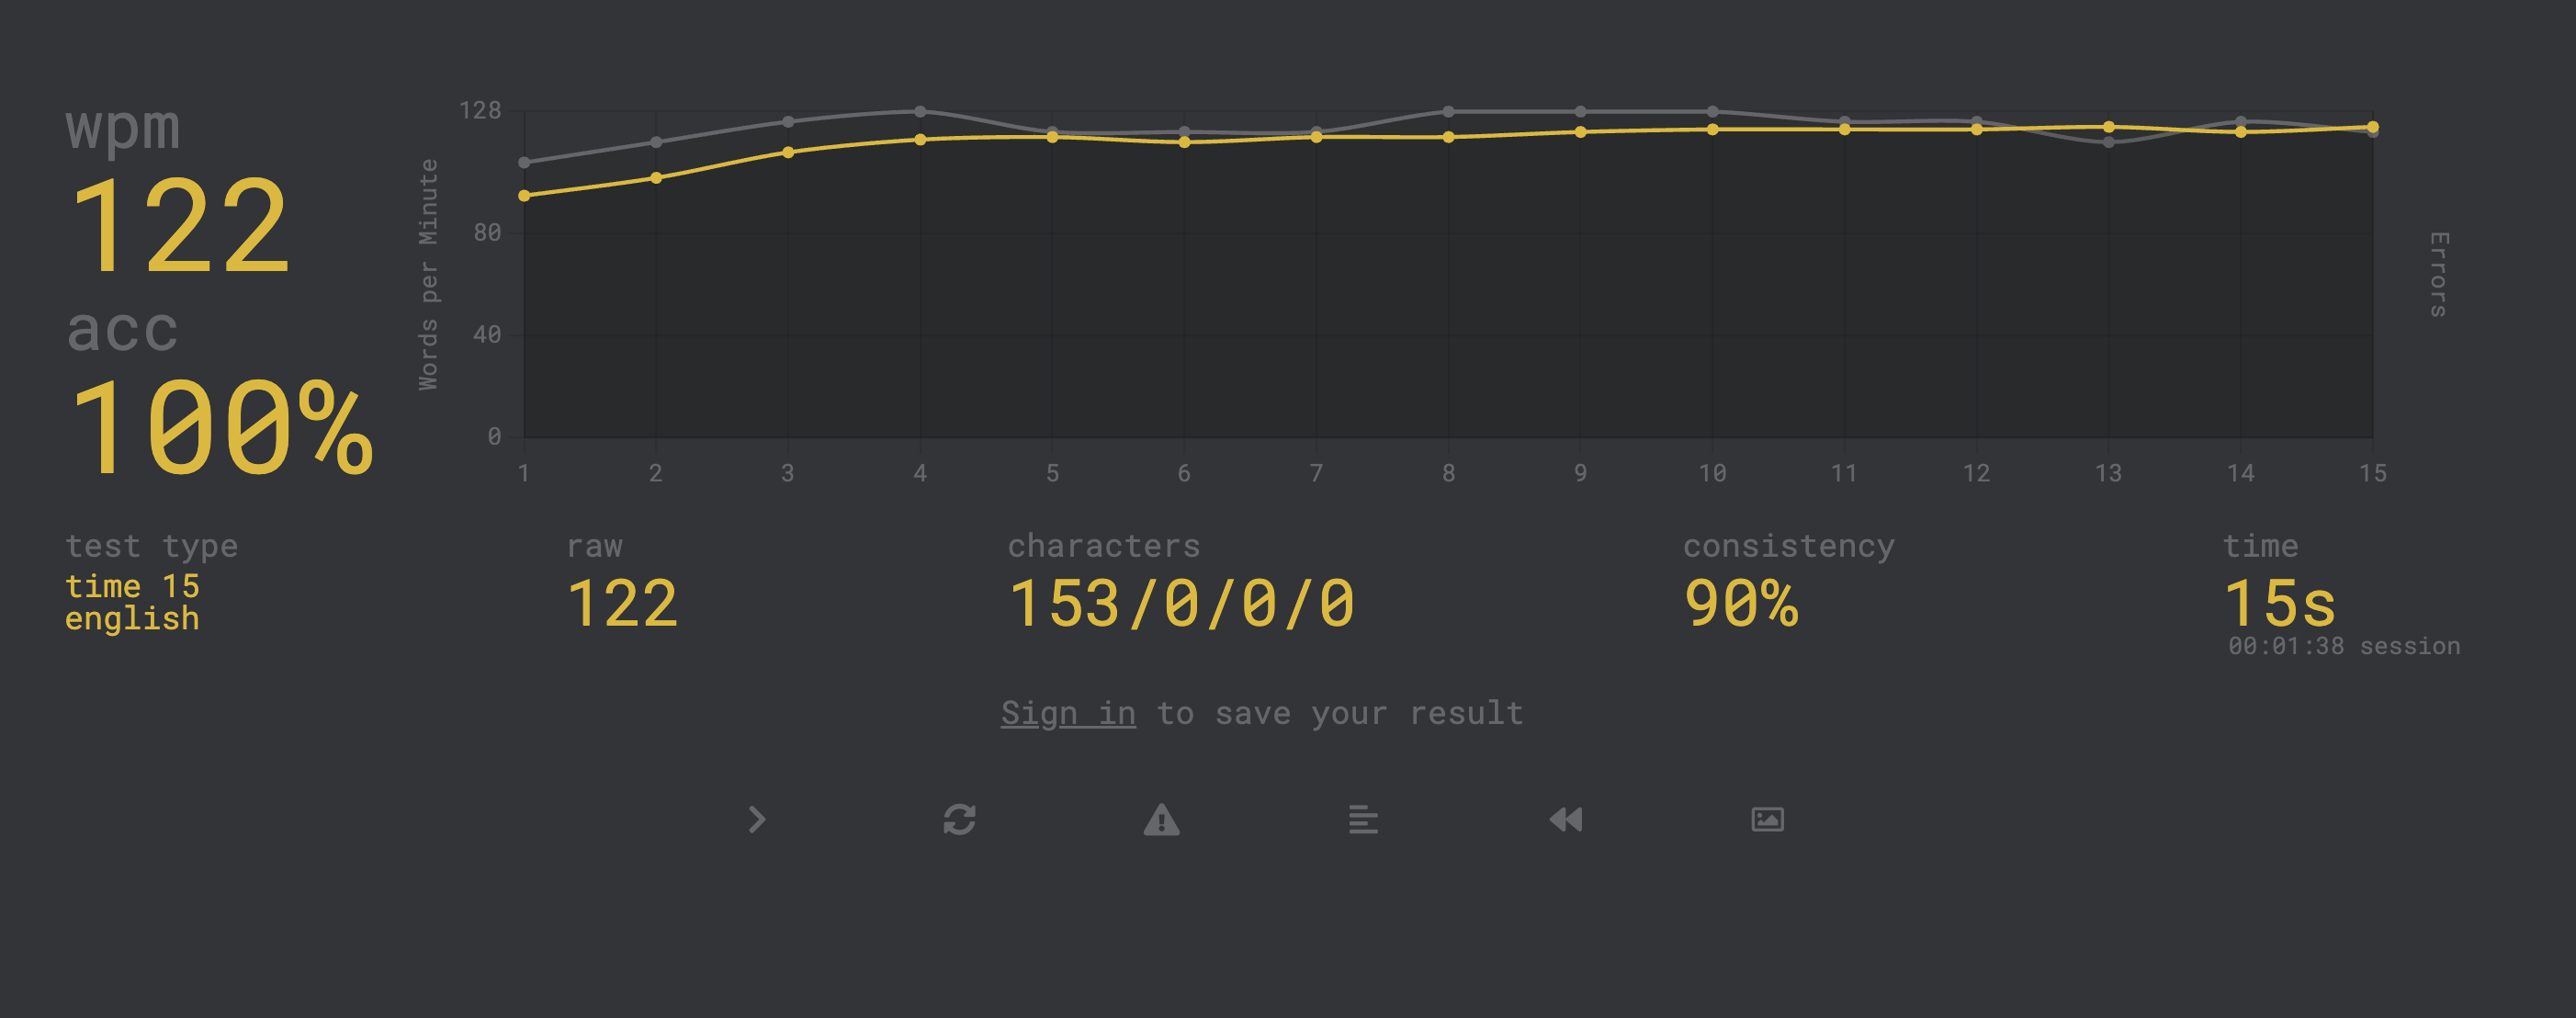 wpm
122
acc
100%
Words per Minute
128
80
40
0
1 2 3 4 5 6 7 8 9 10 11 12 13 14 15
Errors
test type
time 15
english
raw
122
characters
153/0/0/0
consistency
90%
time
15s
00:01:38 session
Sign in to save your result